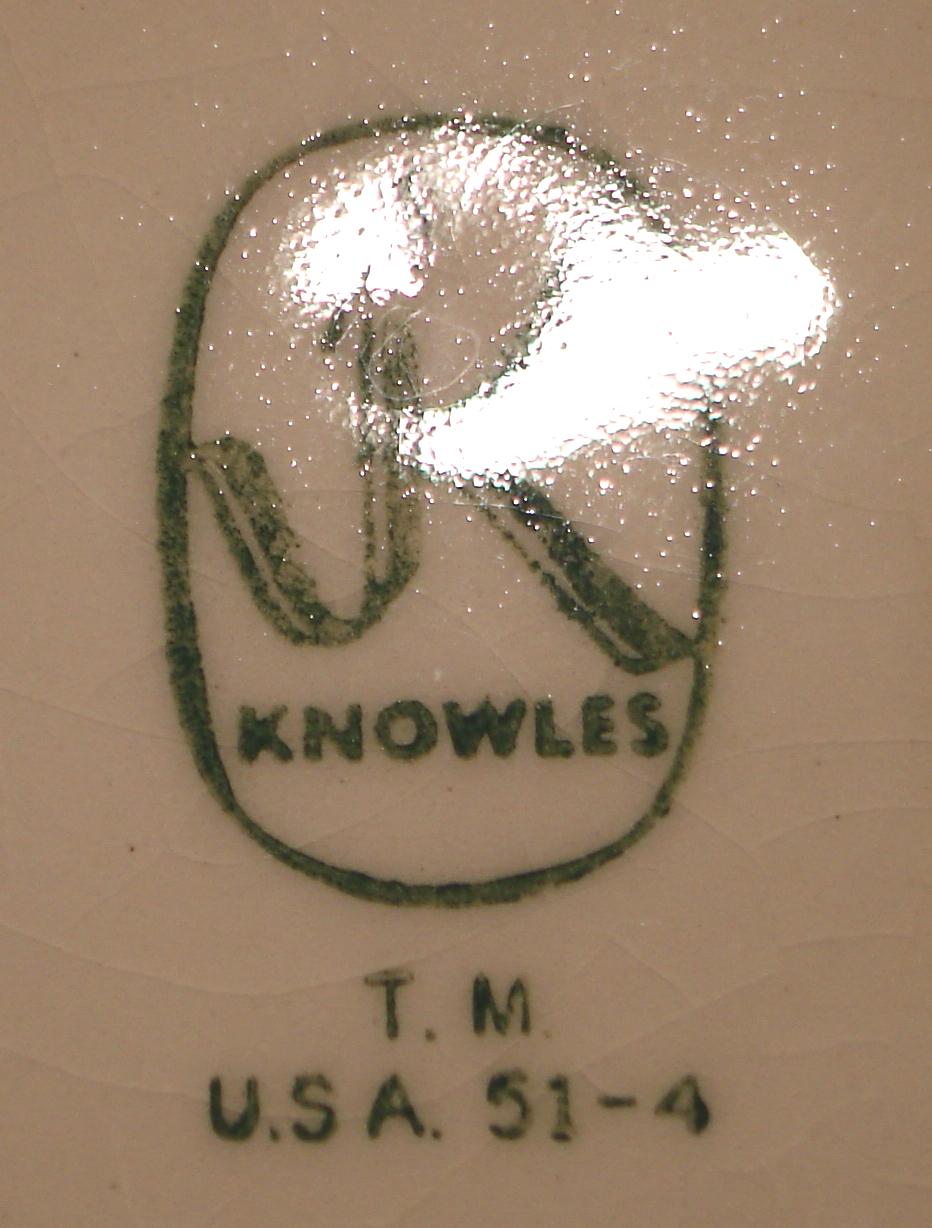 KNOWLES
T. M.
U.S.A. 51-4